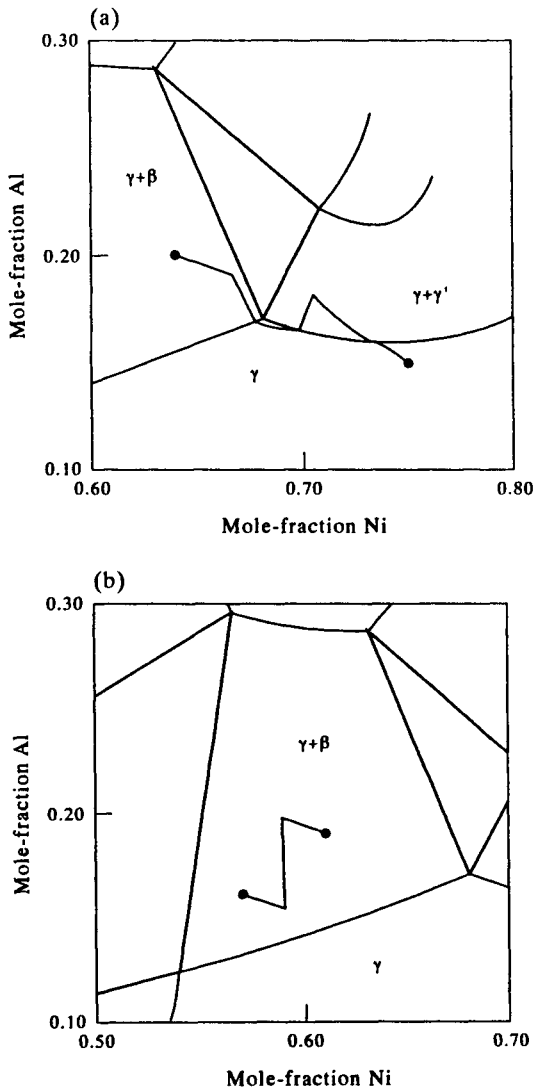 (a)
0.30
γ+β
0.20
γ+γ'
γ
0.10
0.60
0.70
0.80
Mole-fraction Al
Mole-fraction Ni
(b)
0.30
γ+β
0.20
γ
0.10
0.50
0.60
0.70
Mole-fraction Al
Mole-fraction Ni